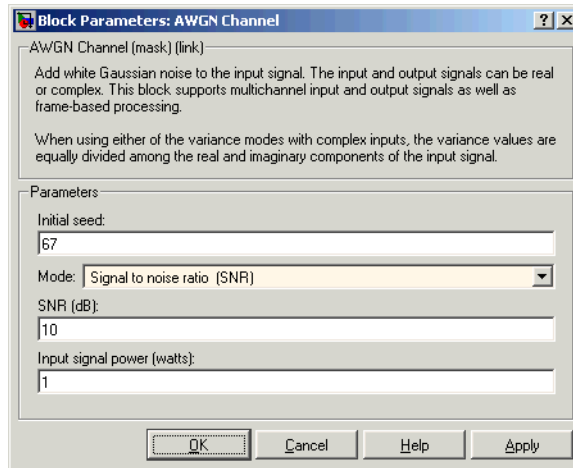 Block Parameters: AWGN Channel
AWGN Channel (mask) (link)
Add white Gaussian noise to the input signal. The input and output signals can be real
or complex. This block supports multichannel input and output signals as well as
frame-based processing.
When using either of the variance modes with complex inputs, the variance values are
equally divided among the real and imaginary components of the input signal.
Parameters
Initial seed:
67
Mode: Signal to noise ratio (SNR)
SNR (dB):
10
Input signal power (watts):
1
OK Cancel Help Apply